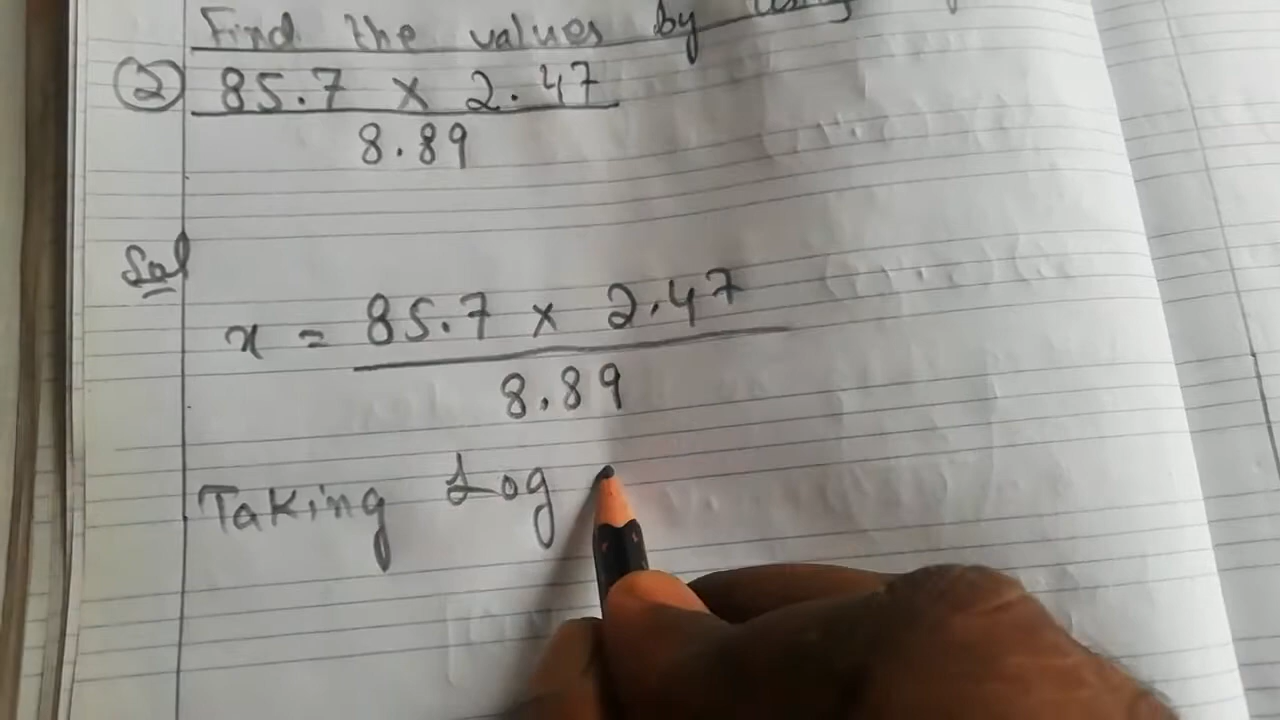 Find the values by using
② 85.7 × 2.47
8.89
Sol
x = 85.7 × 2.47
8.89
Taking Log